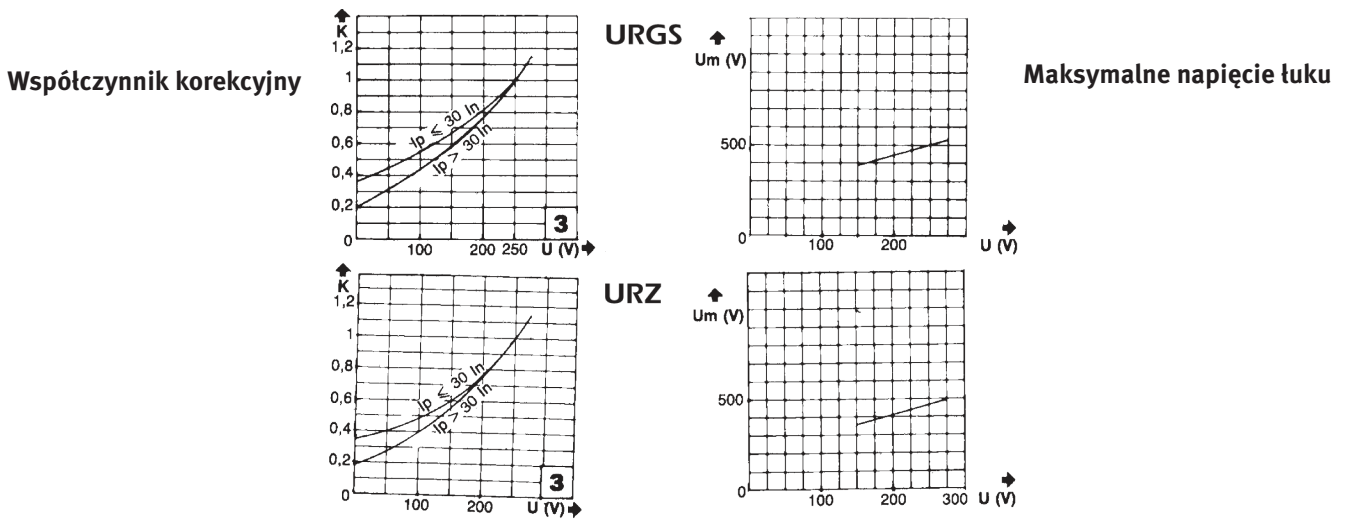 Współczynnik korekcyjny
K
1,2
1
0,8
0,6
0,4
0,2
0
100
200
250
U (V)
Ip ⩽ 30 In
Ip > 30 In
3
URGS
Um (V)
500
0
100
200
U (V)
Maksymalne napięcie łuku
K
1,2
1
0,8
0,6
0,4
0,2
0
100
200
U (V)
Ip ⩽ 30 In
Ip > 30 In
3
URZ
Um (V)
500
0
100
200
300
U (V)